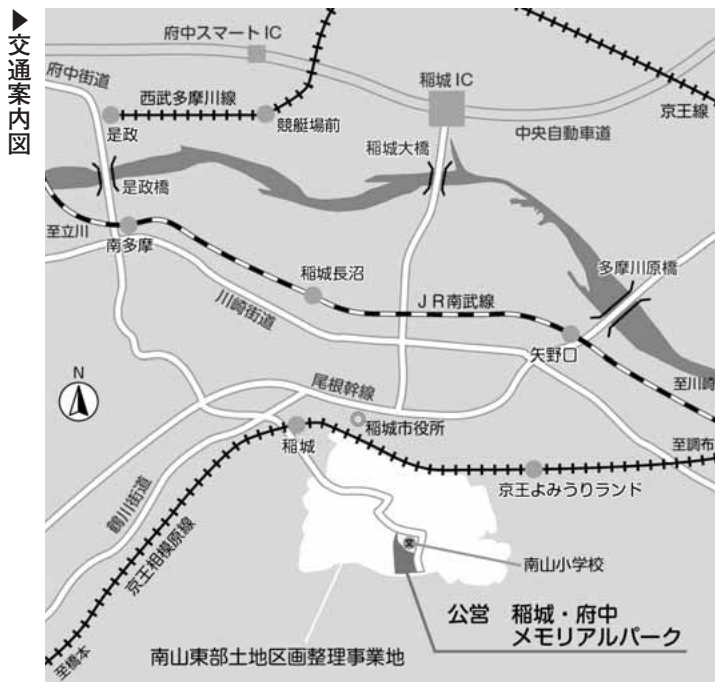 ▶交通案内図
府中スマートIC
府中街道
西武多摩川線
稲城IC
京王線
是政
競艇場前
中央自動車道
稲城大橋
是政橋
至立川
南多摩
多摩川原橋
稲城長沼
川崎街道
JR南武線
矢野口
至川崎
N
尾根幹線
稲城市役所
稲城
至調布
京王よみうりランド
鶴川街道
京王相模原線
文
南山小学校
公営 稲城・府中
メモリアルパーク
南山東部土地区画整理事業地
至橋本